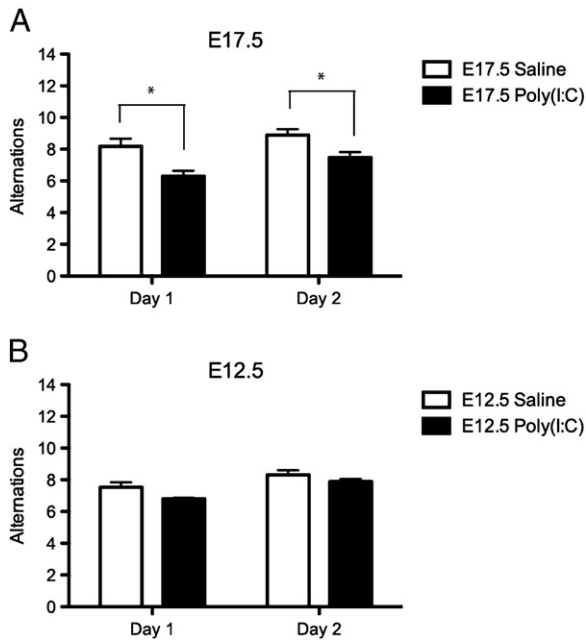 A
E17.5
14
12
10
8
6
4
2
0
Alternations
*
*
Day 1
Day 2
E17.5 Saline
E17.5 Poly(I:C)
B
E12.5
14
12
10
8
6
4
2
0
Alternations
Day 1
Day 2
E12.5 Saline
E12.5 Poly(I:C)